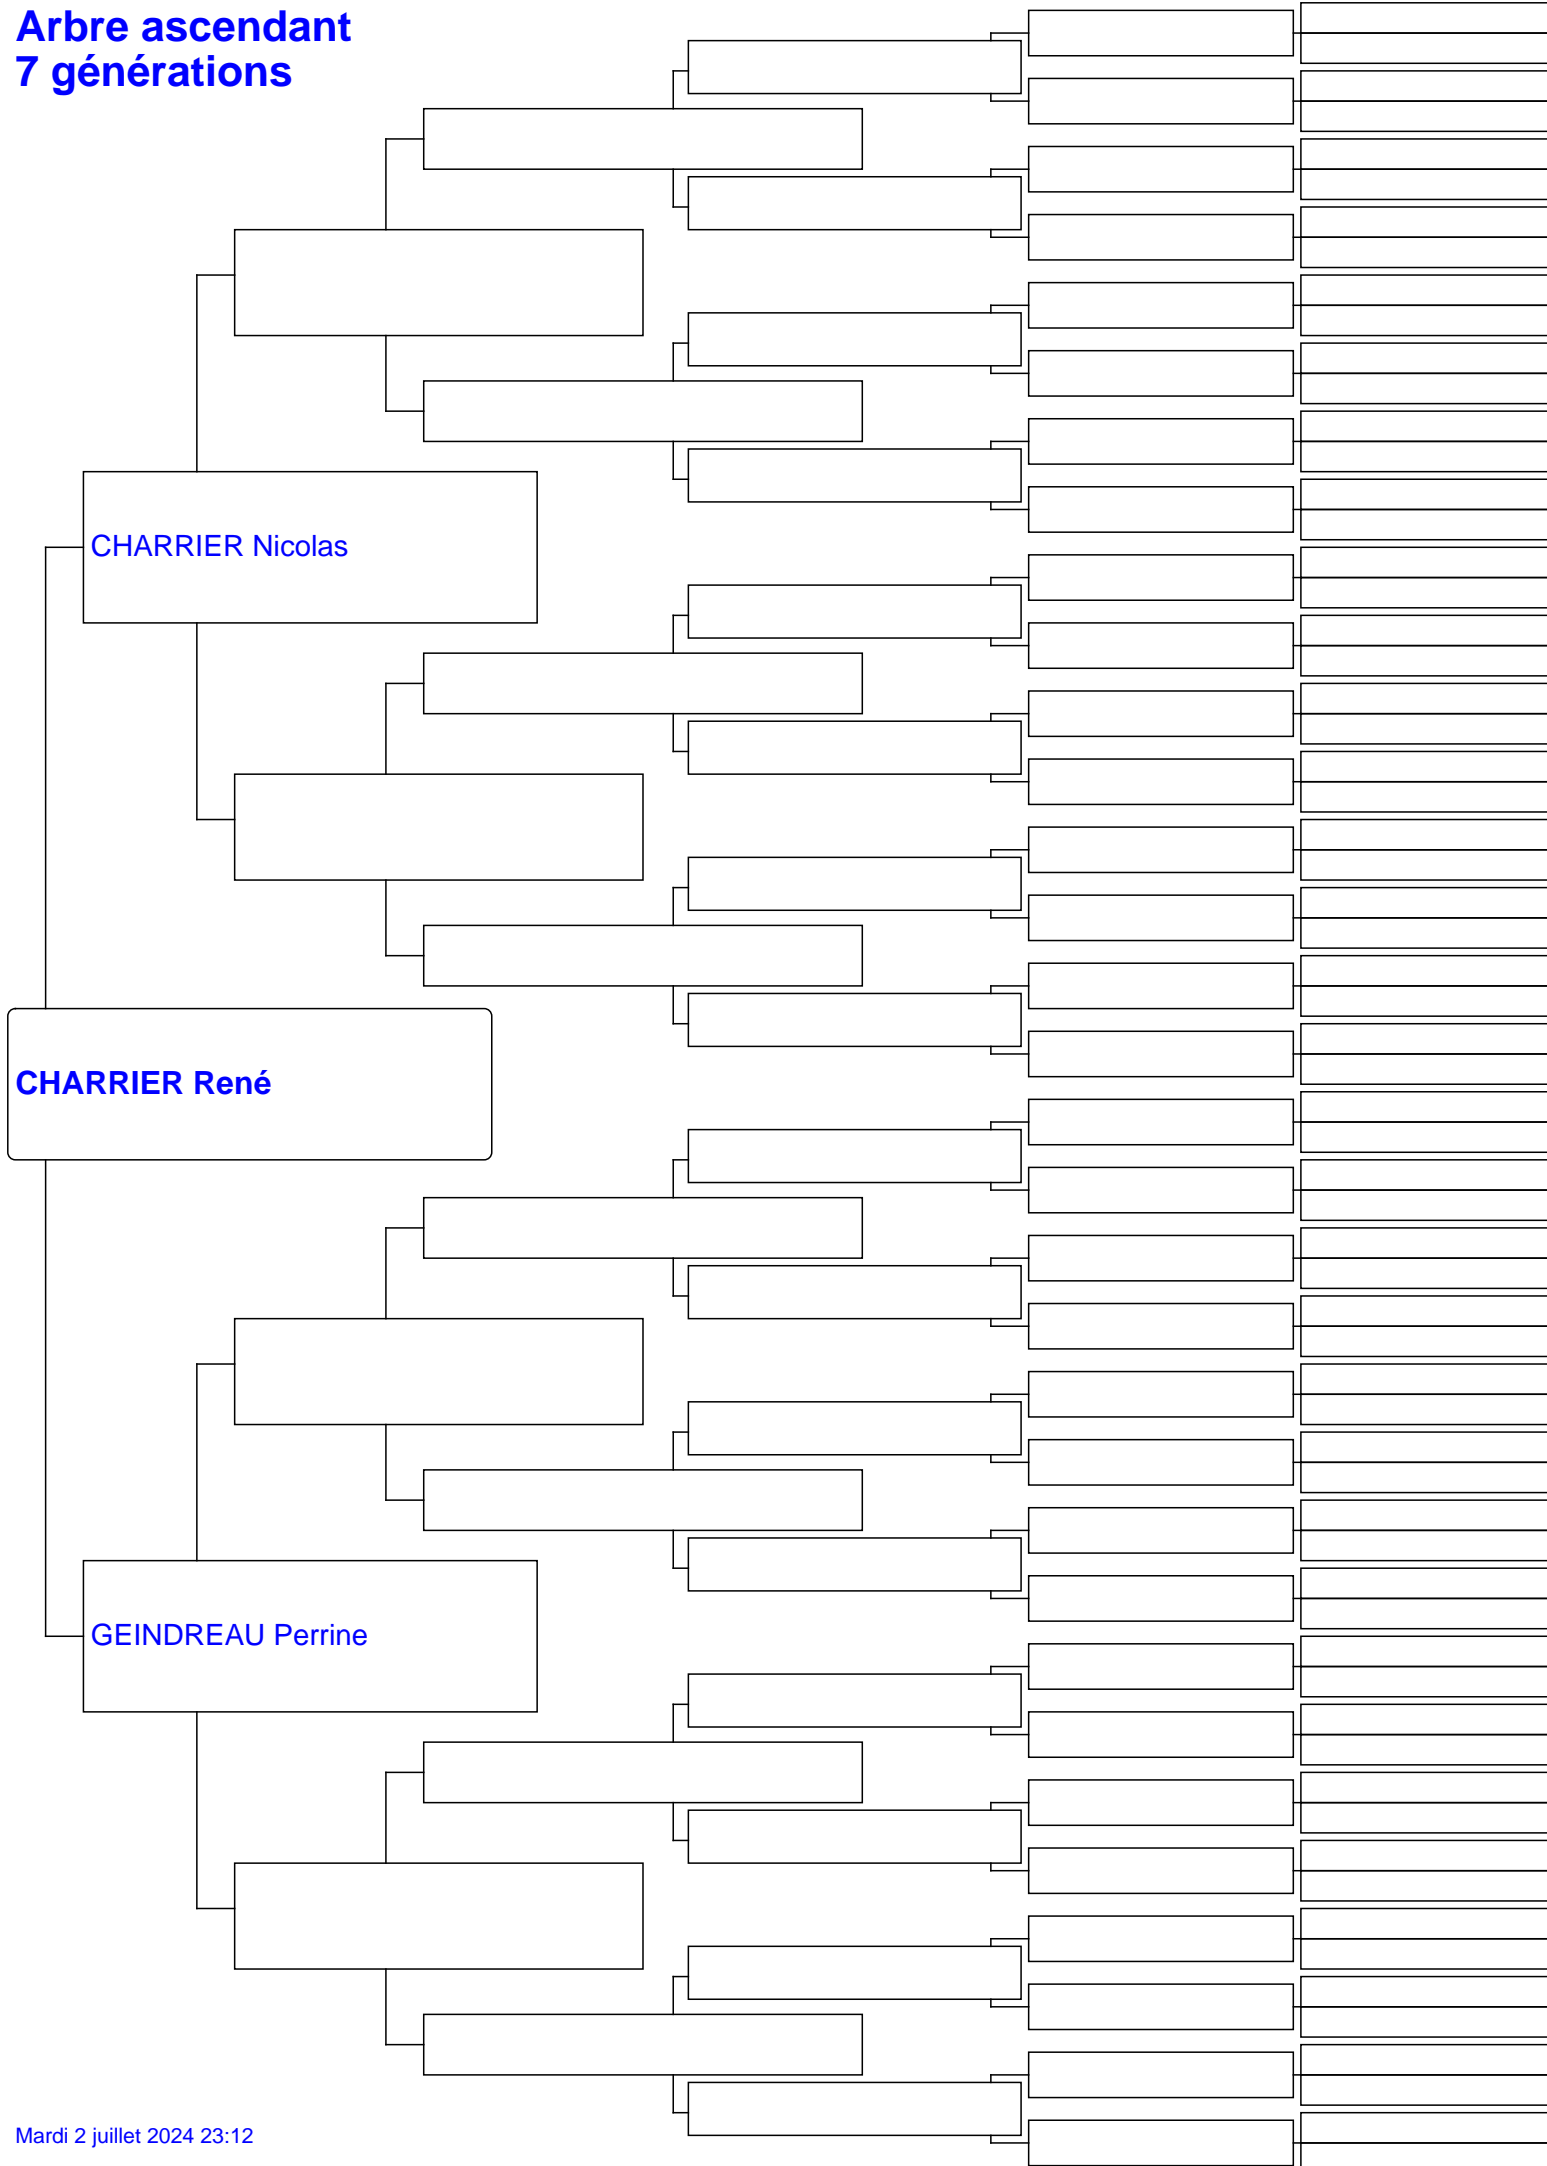 Arbre ascendant
7 générations
CHARRIER Nicolas
CHARRIER René
GEINDREAU Perrine
Mardi 2 juillet 2024 23:12